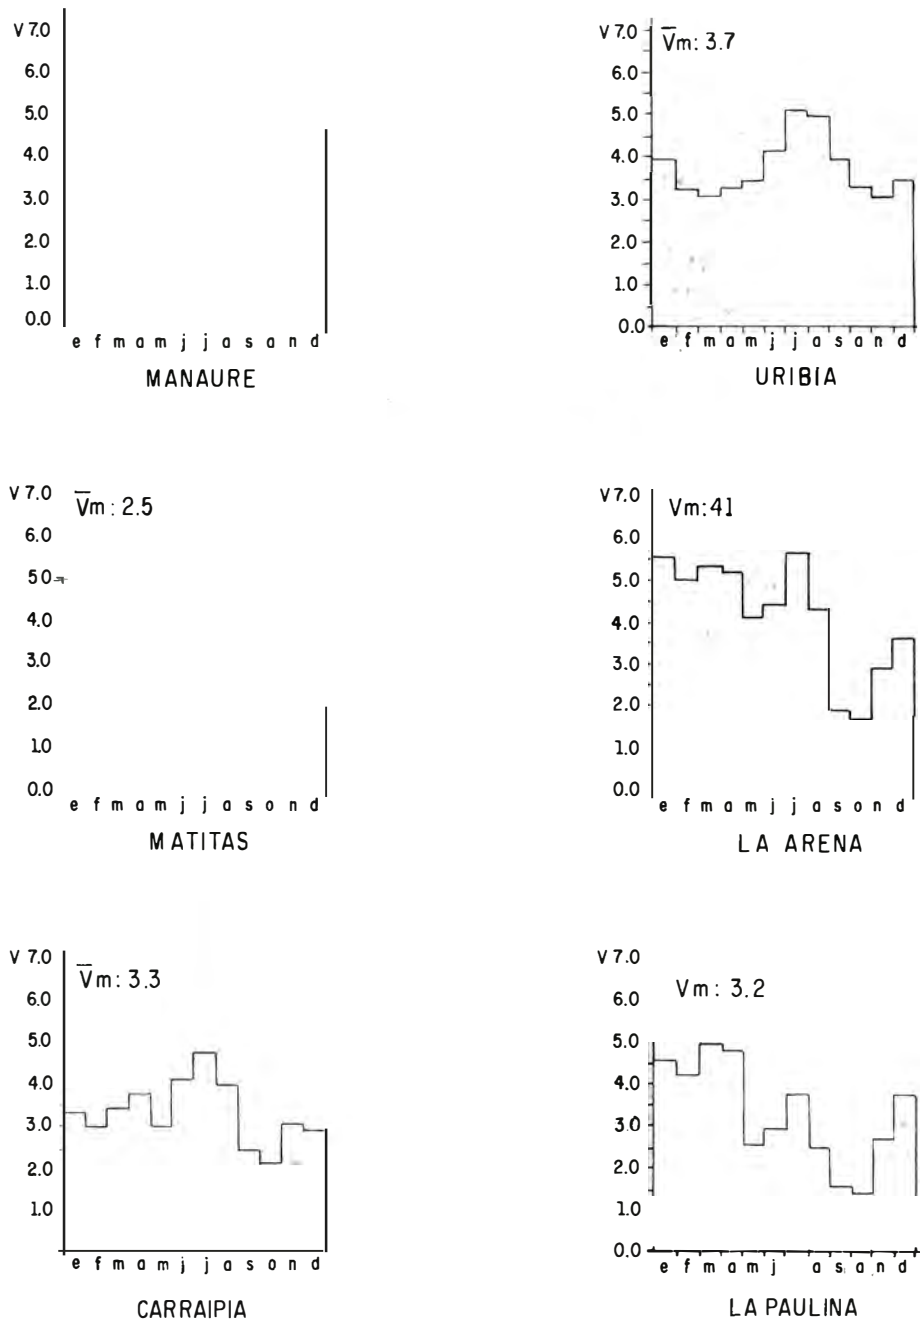 V 7.0
6.0
5.0
4.0
3.0
2.0
1.0
0.0
e f m a m j j a s o n d
MANAURE
V 7.0
V̅m: 3.7
6.0
5.0
4.0
3.0
2.0
1.0
0.0
e f m a m j j a s o n d
URIBIA
V 7.0
V̅m: 2.5
6.0
50
4.0
3.0
2.0
1.0
0.0
e f m a m j j a s o n d
MATITAS
V 7.0
Vm:41
6.0
5.0
4.0
3.0
2.0
1.0
0.0
e f m a m j j a s o n d
LA ARENA
V 7.0
V̅m: 3.3
6.0
5.0
4.0
3.0
2.0
1.0
e f m a m j j a s o n d
CARRAIPIA
V 7.0
Vm: 3.2
6.0
5.0
4.0
3.0
2.0
1.0
0.0
e f m a m j a s o n d
LA PAULINA